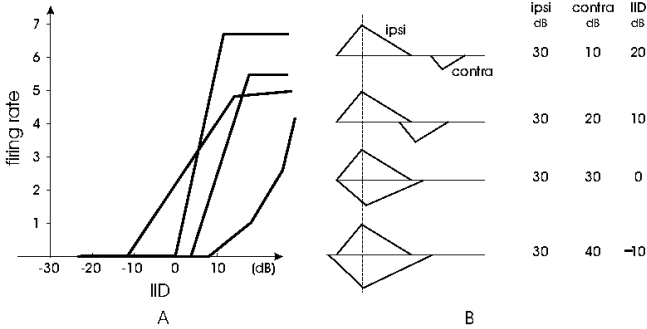 7
6
5
4
3
2
1
firing rate
-30 -20 -10 0 10 (dB)
IID
A
ipsi
contra
ipsi contra IID
dB dB dB
30 10 20
30 20 10
30 30 0
30 40 -10
B